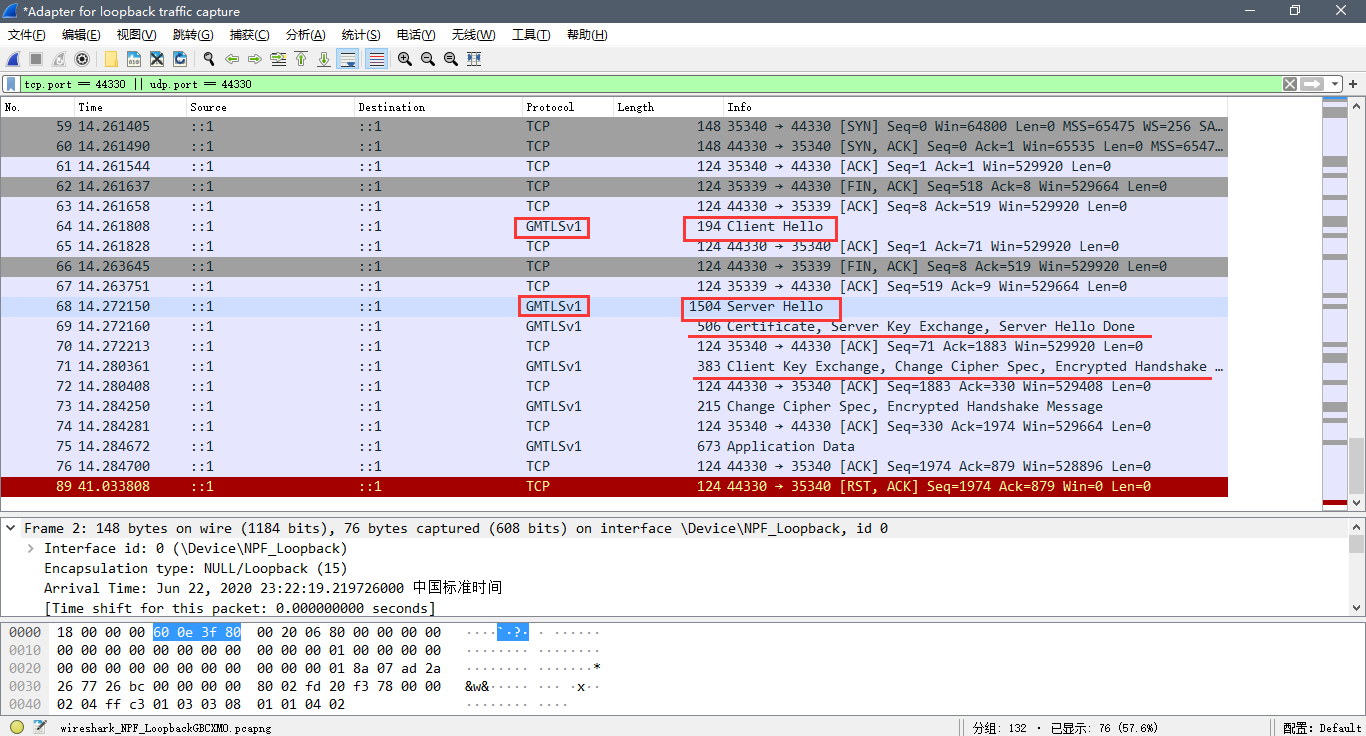 *Adapter for loopback traffic capture
文件(F) 编辑(E) 视图(V) 跳转(G) 捕获(C) 分析(A) 统计(S) 电话(Y) 无线(W) 工具(T) 帮助(H)
tcp.port == 44330 || udp.port == 44330
No. Time Source Destination Protocol Length Info
59 14.261405 ::1 ::1 TCP 148 35340 → 44330 [SYN] Seq=0 Win=64800 Len=0 MSS=65475 WS=256 SA…
60 14.261490 ::1 ::1 TCP 148 44330 → 35340 [SYN, ACK] Seq=0 Ack=1 Win=65535 Len=0 MSS=6547…
61 14.261544 ::1 ::1 TCP 124 35340 → 44330 [ACK] Seq=1 Ack=1 Win=529920 Len=0
62 14.261637 ::1 ::1 TCP 124 35339 → 44330 [FIN, ACK] Seq=518 Ack=8 Win=529664 Len=0
63 14.261658 ::1 ::1 TCP 124 44330 → 35339 [ACK] Seq=8 Ack=519 Win=529920 Len=0
64 14.261808 ::1 ::1 GMTLSv1 194 Client Hello
65 14.261828 ::1 ::1 TCP 124 44330 → 35340 [ACK] Seq=1 Ack=71 Win=529920 Len=0
66 14.263645 ::1 ::1 TCP 124 44330 → 35339 [FIN, ACK] Seq=8 Ack=519 Win=529920 Len=0
67 14.263751 ::1 ::1 TCP 124 35339 → 44330 [ACK] Seq=519 Ack=9 Win=529664 Len=0
68 14.272150 ::1 ::1 GMTLSv1 1504 Server Hello
69 14.272160 ::1 ::1 GMTLSv1 506 Certificate, Server Key Exchange, Server Hello Done
70 14.272213 ::1 ::1 TCP 124 35340 → 44330 [ACK] Seq=71 Ack=1883 Win=529920 Len=0
71 14.280361 ::1 ::1 GMTLSv1 383 Client Key Exchange, Change Cipher Spec, Encrypted Handshake …
72 14.280408 ::1 ::1 TCP 124 44330 → 35340 [ACK] Seq=1883 Ack=330 Win=529408 Len=0
73 14.284250 ::1 ::1 GMTLSv1 215 Change Cipher Spec, Encrypted Handshake Message
74 14.284281 ::1 ::1 TCP 124 35340 → 44330 [ACK] Seq=330 Ack=1974 Win=529664 Len=0
75 14.284672 ::1 ::1 GMTLSv1 673 Application Data
76 14.284700 ::1 ::1 TCP 124 44330 → 35340 [ACK] Seq=1974 Ack=879 Win=528896 Len=0
89 41.033808 ::1 ::1 TCP 124 44330 → 35340 [RST, ACK] Seq=1974 Ack=879 Win=0 Len=0
Frame 2: 148 bytes on wire (1184 bits), 76 bytes captured (608 bits) on interface \Device\NPF_Loopback, id 0
Interface id: 0 (\Device\NPF_Loopback)
Encapsulation type: NULL/Loopback (15)
Arrival Time: Jun 22, 2020 23:22:19.219726000 中国标准时间
[Time shift for this packet: 0.000000000 seconds]
0000 18 00 00 00 60 0e 3f 80 00 20 06 80 00 00 00 00 ····`·?· · ······
0010 00 00 00 00 00 00 00 00 00 00 00 01 00 00 00 00 ········ ········
0020 00 00 00 00 00 00 00 00 00 00 00 01 8a 07 ad 2a ········ ·······*
0030 26 77 26 bc 00 00 00 00 80 02 fd 20 f3 78 00 00 &w&····· ··· ·x··
0040 02 04 ff c3 01 03 03 08 01 01 04 02 ········ ····
wireshark_NPF_LoopbackGBCXMO.pcapng 分组: 132 · 已显示: 76 (57.6%) 配置: Default